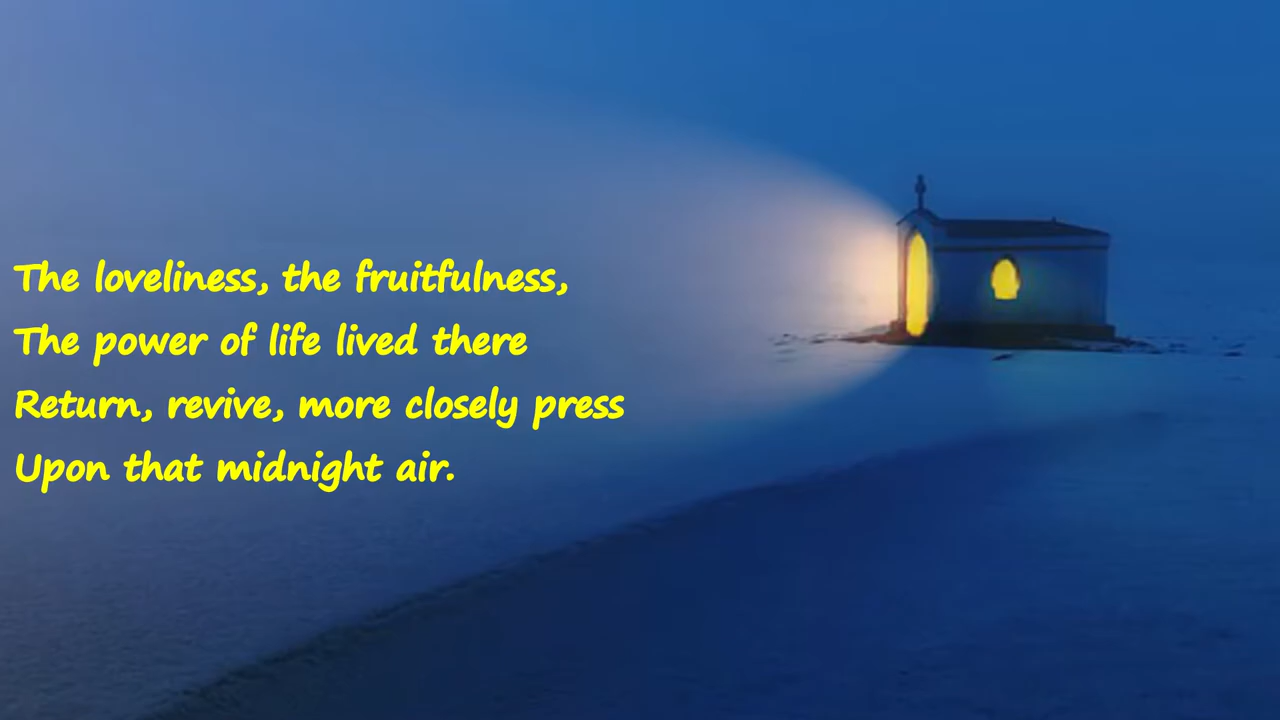 The loveliness, the fruitfulness,
The power of life lived there
Return, revive, more closely press
Upon that midnight air.